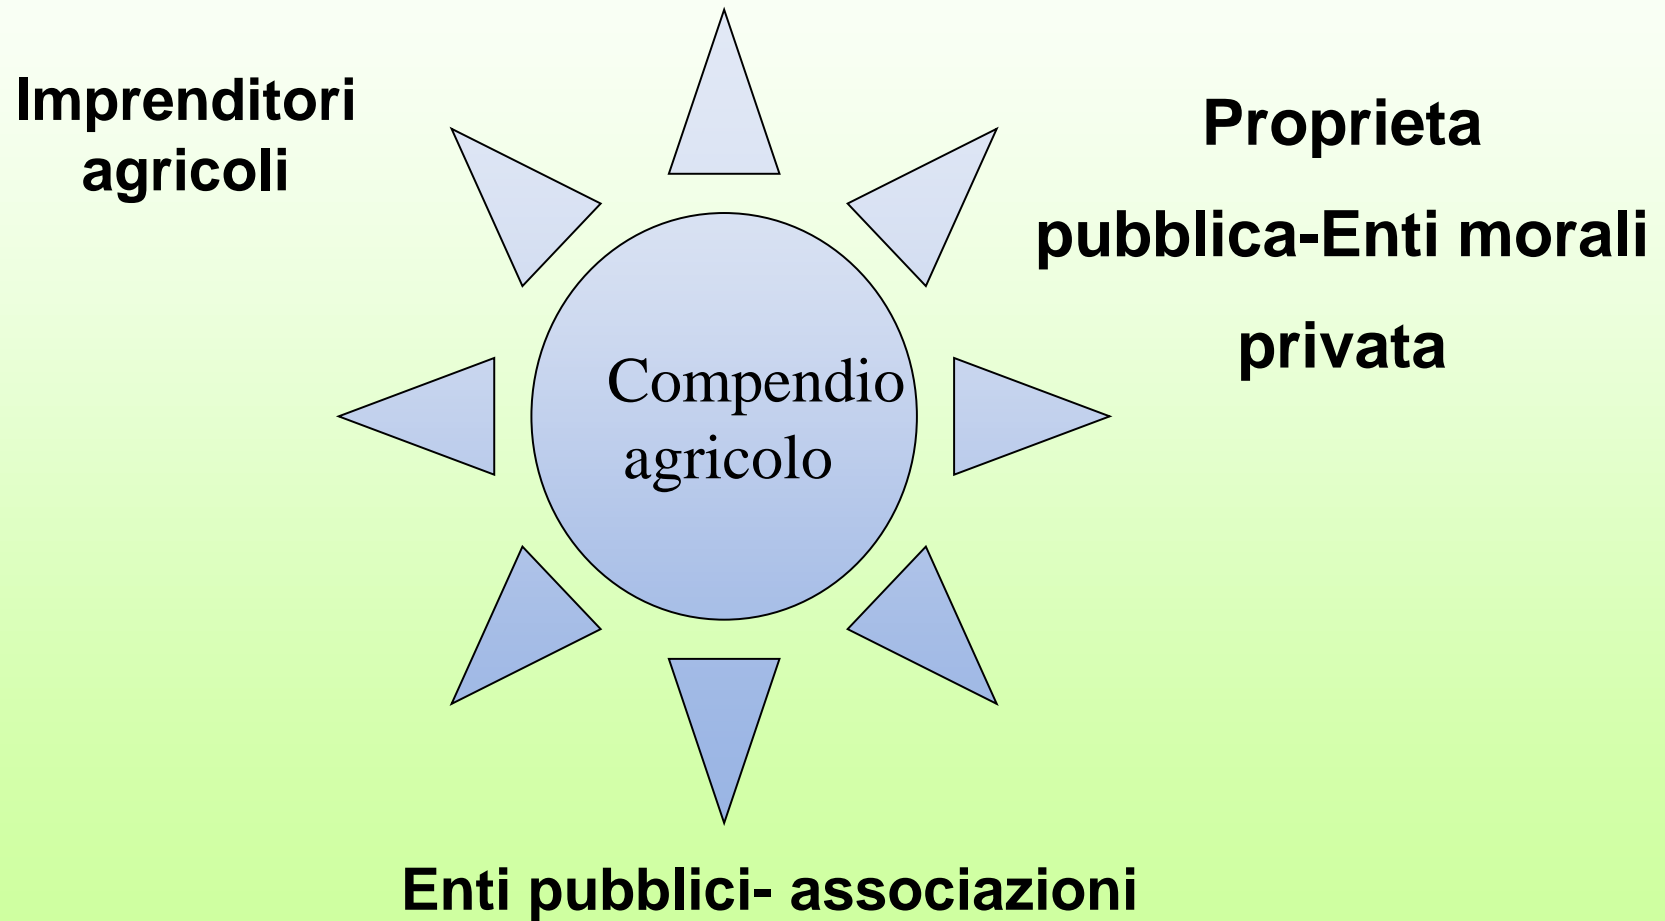 Imprenditori
agricoli
Proprieta
pubblica-Enti morali
privata
Compendio
agricolo
Enti pubblici- associazioni